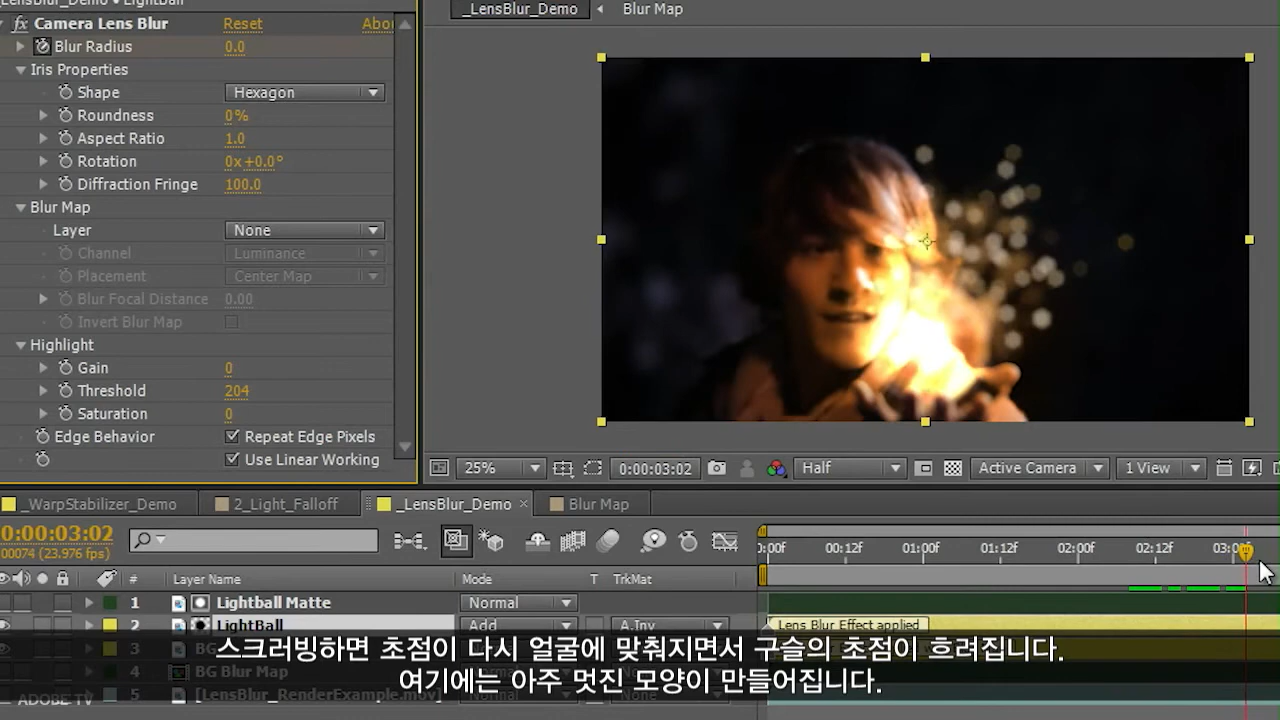 _LensBlur_Demo • LightBall
_LensBlur_Demo Blur Map
fx Camera Lens Blur Reset Abo
Blur Radius 0.0
Iris Properties
Shape Hexagon
Roundness 0%
Aspect Ratio 1.0
Rotation 0x+0.0°
Diffraction Fringe 100.0
Blur Map
Layer None
Channel Luminance
Placement Center Map
Blur Focal Distance 0.00
Invert Blur Map
Highlight
Gain 0
Threshold 204
Saturation 0
Edge Behavior Repeat Edge Pixels
Use Linear Working
25% 0:00:03:02 Half Active Camera 1 View
_WarpStabilizer_Demo 2_Light_Falloff _LensBlur_Demo × Blur Map
0:00:03:02
00074 (23.976 fps)
0:00f 00:12f 01:00f 01:12f 02:00f 02:12f 03:0
# Layer Name Mode T TrkMat
1 Lightball Matte Normal
2 LightBall Add A.Inv Lens Blur Effect applied
3 BG
스크러빙하면 초점이 다시 얼굴에 맞춰지면서 구슬의 초점이 흐려집니다.
4 BG Blur Map
여기에는 아주 멋진 모양이 만들어집니다.
5 [LensBlur_RenderExample.mov] Normal None
ADOBE TV